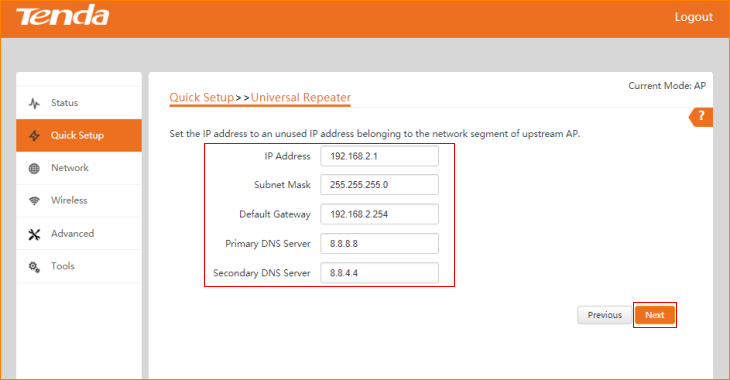 Tenda
Logout
Current Mode: AP
Status
Quick Setup
Network
Wireless
Advanced
Tools
Quick Setup>>Universal Repeater
?
Set the IP address to an unused IP address belonging to the network segment of upstream AP.
IP Address 192.168.2.1
Subnet Mask 255.255.255.0
Default Gateway 192.168.2.254
Primary DNS Server 8.8.8.8
Secondary DNS Server 8.8.4.4
Previous Next